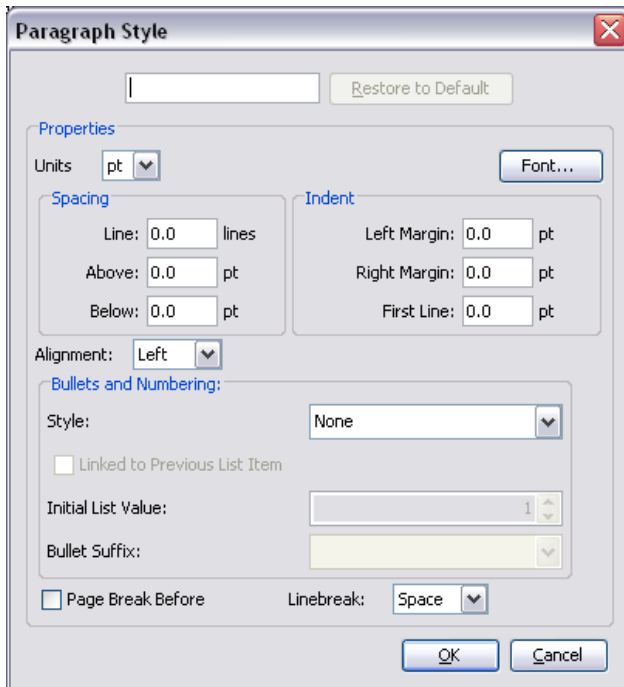 Paragraph Style
Restore to Default
Properties
Units pt Font...
Spacing Indent
Line: 0.0 lines Left Margin: 0.0 pt
Above: 0.0 pt Right Margin: 0.0 pt
Below: 0.0 pt First Line: 0.0 pt
Alignment: Left
Bullets and Numbering:
Style: None
Linked to Previous List Item
Initial List Value: 1
Bullet Suffix:
Page Break Before Linebreak: Space
OK Cancel